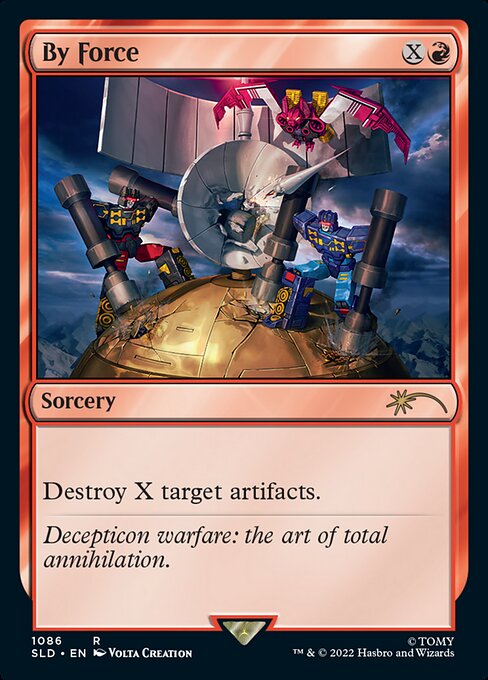 By Force X
Sorcery
Destroy X target artifacts.
Decepticon warfare: the art of total
annihilation.
1086 R
SLD • EN Volta Creation
© TOMY
™ & © 2022 Hasbro and Wizards